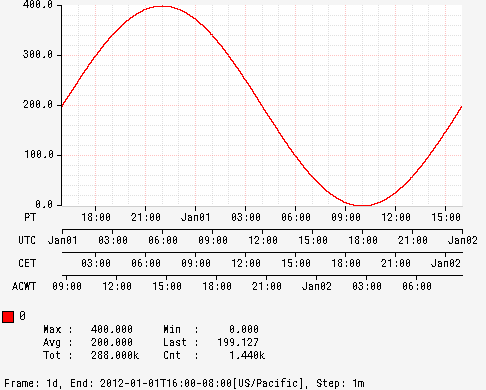 400.0
300.0
200.0
100.0
0.0
PT 18:00 21:00 Jan01 03:00 06:00 09:00 12:00 15:00
UTC Jan01 03:00 06:00 09:00 12:00 15:00 18:00 21:00 Jan02
CET 03:00 06:00 09:00 12:00 15:00 18:00 21:00 Jan02
ACWT 09:00 12:00 15:00 18:00 21:00 Jan02 03:00 06:00
0
Max : 400.000 Min : 0.000
Avg : 200.000 Last : 199.127
Tot : 288.000k Cnt : 1.440k
Frame: 1d, End: 2012-01-01T16:00-08:00[US/Pacific], Step: 1m